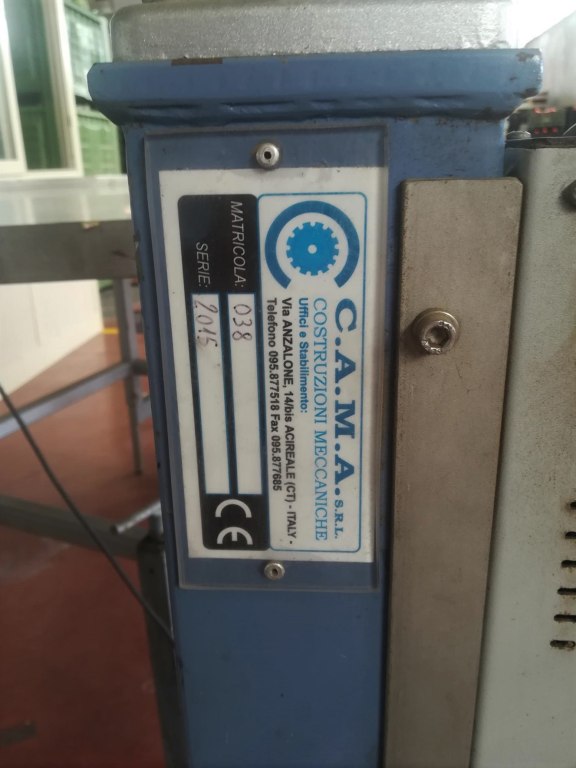 C.A.M.A. S.R.L.
COSTRUZIONI MECCANICHE
Uffici e Stabilimento:
Via ANZALONE, 14/bis ACIREALE (CT) - ITALY -
Telefono 095.877518 Fax 095.877685
MATRICOLA: 038
SERIE: 2015
CE